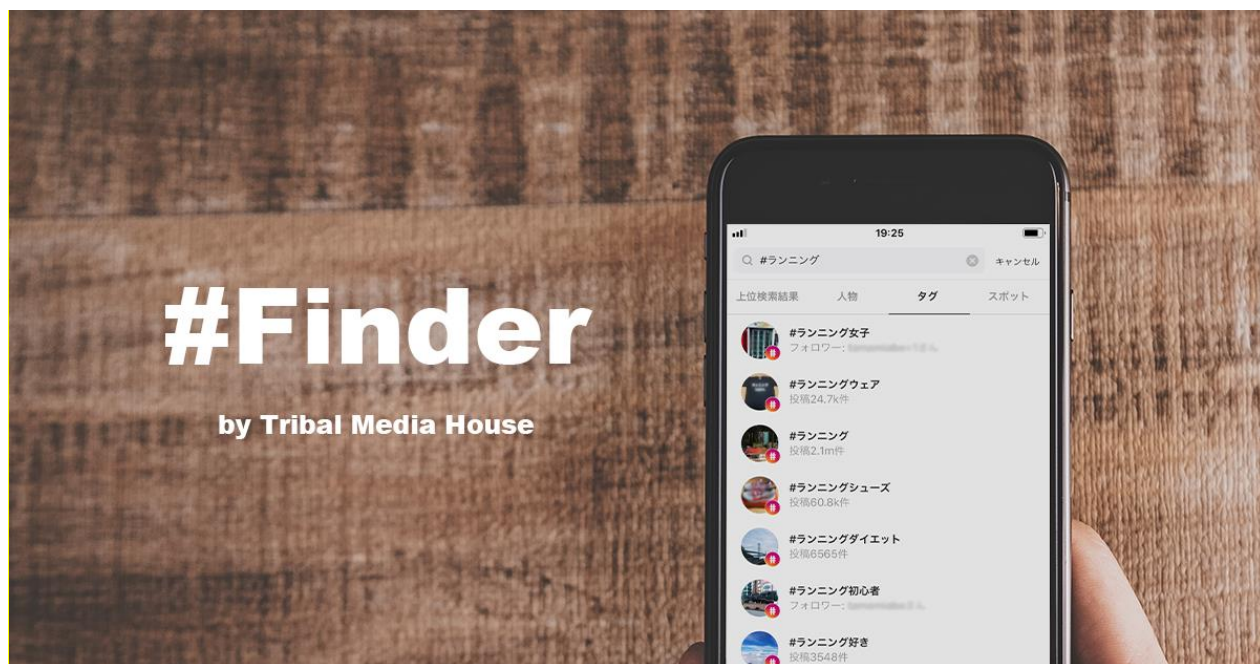 #Finder
by Tribal Media House
19:25
#ランニング
キャンセル
上位検索結果 人物 タグ スポット
#ランニング女子
フォロワー:
#ランニングウェア
投稿24.7k件
#ランニング
投稿2.1m件
#ランニングシューズ
投稿60.8k件
#ランニングダイエット
投稿6565件
#ランニング初心者
フォロワー:
#ランニング好き
投稿3548件